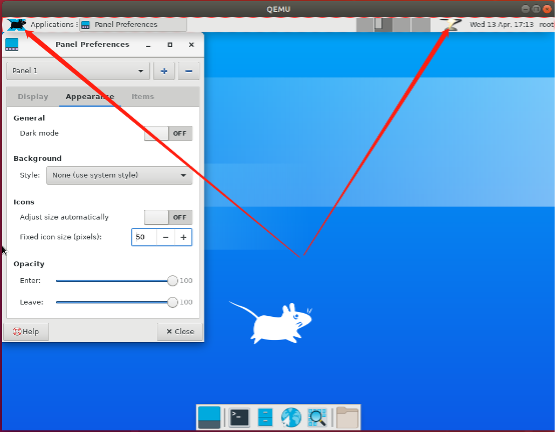 QEMU
Applications
Panel Preferences
Wed 13 Apr, 17:13 root
Panel Preferences
Panel 1
Display Appearance Items
General
Dark mode OFF
Background
Style: None (use system style)
Icons
Adjust size automatically OFF
Fixed icon size (pixels): 50
Opacity
Enter: 100
Leave: 100
Help
Close